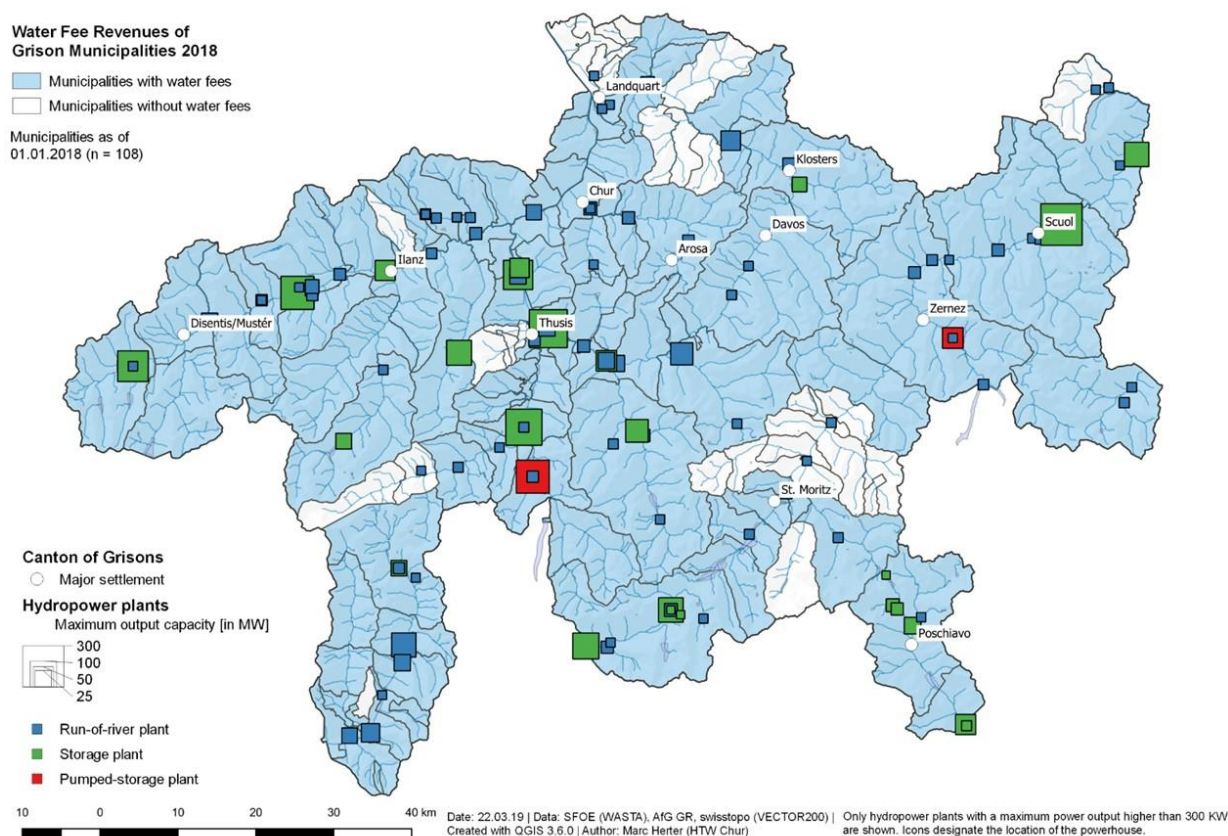 Water Fee Revenues of
Grison Municipalities 2018
Municipalities with water fees
Municipalities without water fees
Municipalities as of
01.01.2018 (n = 108)
Landquart
Klosters
Chur
Scuol
Davos
Arosa
Ilanz
Zernez
Disentis/Mustér
Thusis
St. Moritz
Poschiavo
Canton of Grisons
Major settlement
Hydropower plants
Maximum output capacity [in MW]
300
100
50
25
Run-of-river plant
Storage plant
Pumped-storage plant
10 0 10 20 30 40 km
Date: 22.03.19 | Data: SFOE (WASTA), AfG GR, swisstopo (VECTOR200) |
Created with QGIS 3.6.0 | Author: Marc Herter (HTW Chur)
Only hydropower plants with a maximum power output higher than 300 KW
are shown. Icons designate the location of the powerhouse.